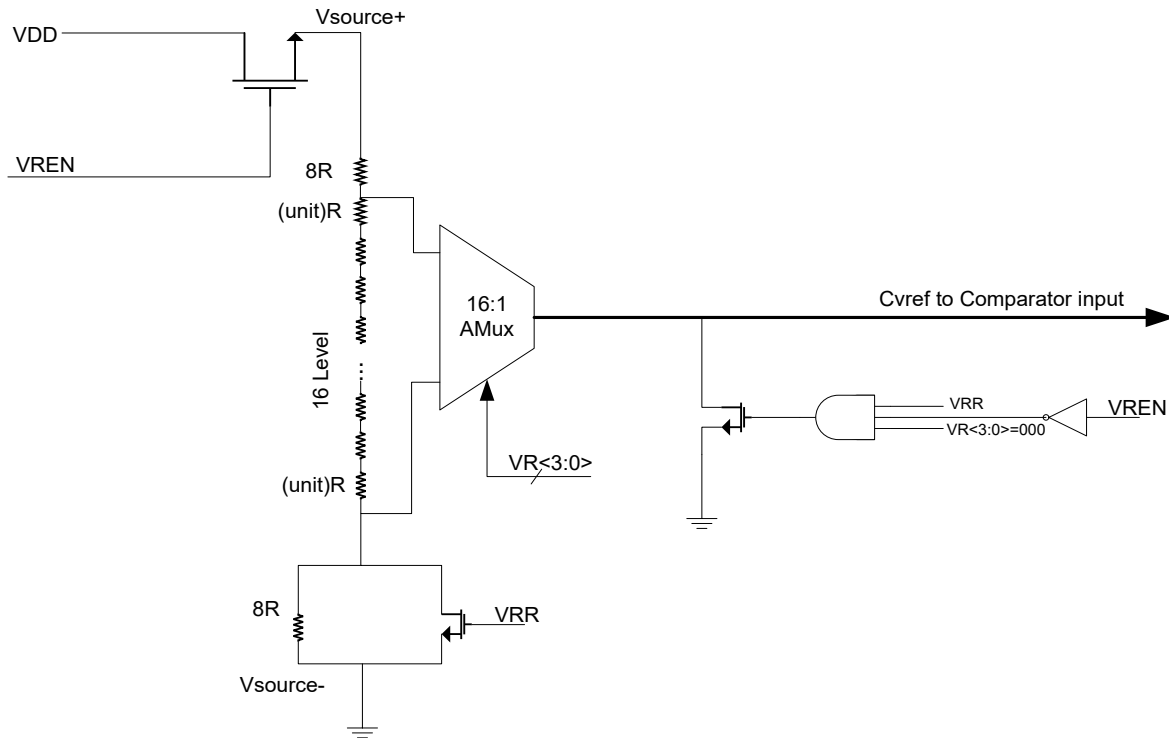 Vsource+
VDD
VREN
8R
(unit)R
16:1
AMux
Cvref to Comparator input
16 Level
...
VRR
VREN
VR<3:0>=000
VR<3:0>
(unit)R
8R
VRR
Vsource-